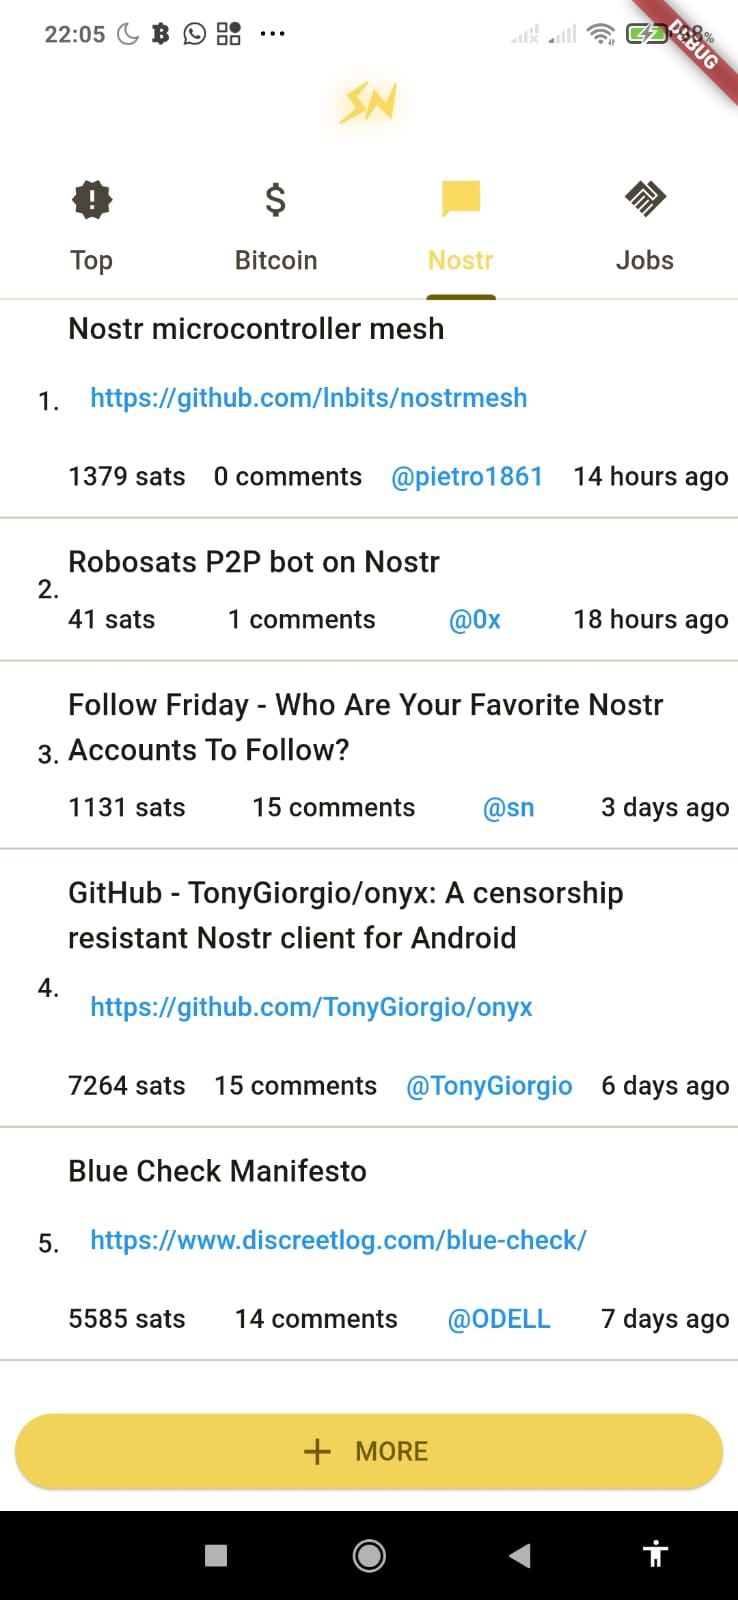 22:05 98%
DEBUG
SN
Top Bitcoin Nostr Jobs
Nostr microcontroller mesh
1. https://github.com/lnbits/nostrmesh
1379 sats 0 comments @pietro1861 14 hours ago
Robosats P2P bot on Nostr
2.
41 sats 1 comments @0x 18 hours ago
Follow Friday - Who Are Your Favorite Nostr
3. Accounts To Follow?
1131 sats 15 comments @sn 3 days ago
GitHub - TonyGiorgio/onyx: A censorship
resistant Nostr client for Android
4.
https://github.com/TonyGiorgio/onyx
7264 sats 15 comments @TonyGiorgio 6 days ago
Blue Check Manifesto
5. https://www.discreetlog.com/blue-check/
5585 sats 14 comments @ODELL 7 days ago
+ MORE